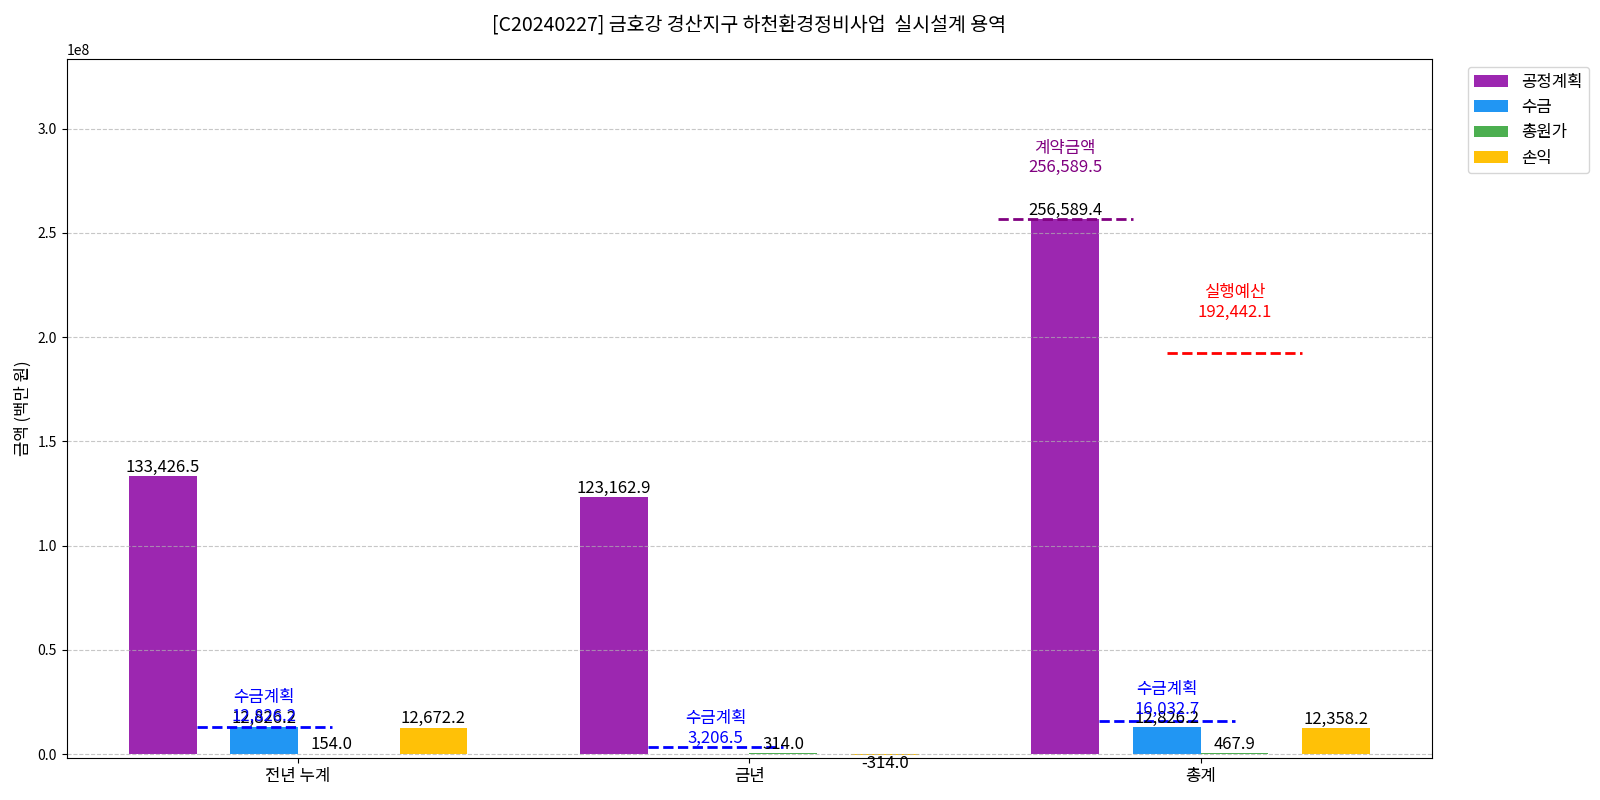 [C20240227] 금호강 경산지구 하천환경정비사업  실시설계 용역
1e8
공정계획
수금
총원가
손익
3.0
2.5
2.0
1.5
1.0
0.5
0.0
금액 (백만 원)
계약금액
256,589.5
256,589.4
실행예산
192,442.1
133,426.5
123,162.9
수금계획
12,826.2
12,826.2
154.0
12,672.2
수금계획
3,206.5
314.0
-314.0
수금계획
16,032.7
12,826.2
467.9
12,358.2
전년 누계
금년
총계